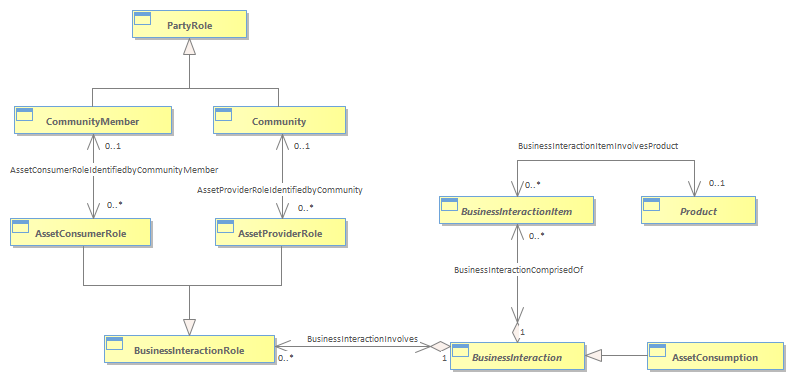 PartyRole
CommunityMember
Community
0..1
0..1
AssetConsumerRoleIdentifiedbyCommunityMember
AssetProviderRoleIdentifiedbyCommunity
0..*
0..*
AssetConsumerRole
AssetProviderRole
BusinessInteractionItemInvolvesProduct
0..*
0..1
BusinessInteractionItem
Product
0..*
BusinessInteractionComprisedOf
1
BusinessInteractionInvolves
BusinessInteractionRole
0..*
1
BusinessInteraction
AssetConsumption